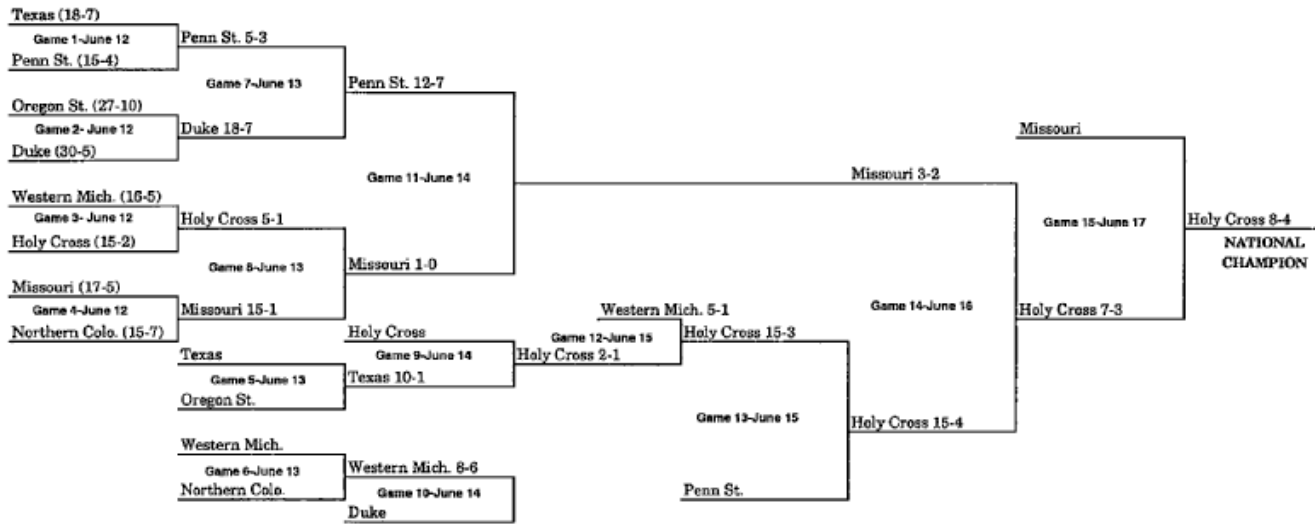 Texas (18-7)
Game 1-June 12
Penn St. 5-3
Penn St. (15-4)
Game 7-June 13
Penn St. 12-7
Oregon St. (27-10)
Game 2- June 12
Duke 18-7
Duke (30-5)
Game 11-June 14
Missouri 3-2
Western Mich. (16-5)
Game 3- June 12
Holy Cross 5-1
Holy Cross (15-2)
Game 8-June 13
Missouri 1-0
Missouri (17-5)
Game 4-June 12
Missouri 15-1
Northern Colo. (15-7)
Texas
Game 5-June 13
Oregon St.
Holy Cross
Game 9-June 14
Texas 10-1
Western Mich.
Game 6-June 13
Northern Colo.
Western Mich. 8-6
Game 10-June 14
Duke
Western Mich. 5-1
Game 12-June 15
Holy Cross 2-1
Holy Cross 15-3
Game 13-June 15
Penn St.
Holy Cross 15-4
Game 14-June 16
Missouri
Game 15-June 17
Holy Cross 7-3
Holy Cross 8-4
NATIONAL
CHAMPION